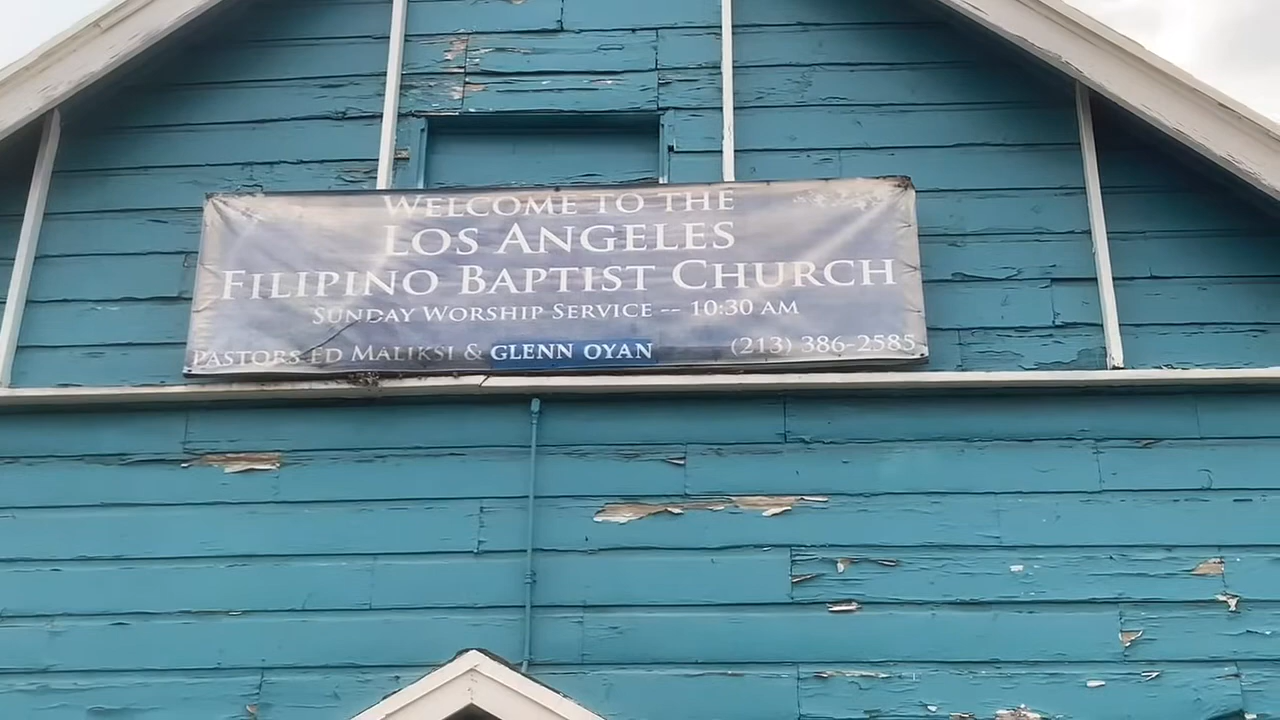 WELCOME TO THE
LOS ANGELES
FILIPINO BAPTIST CHURCH
SUNDAY WORSHIP SERVICE -- 10:30 AM
PASTORS ED MALIKSI & GLENN OYAN (213) 386-2585